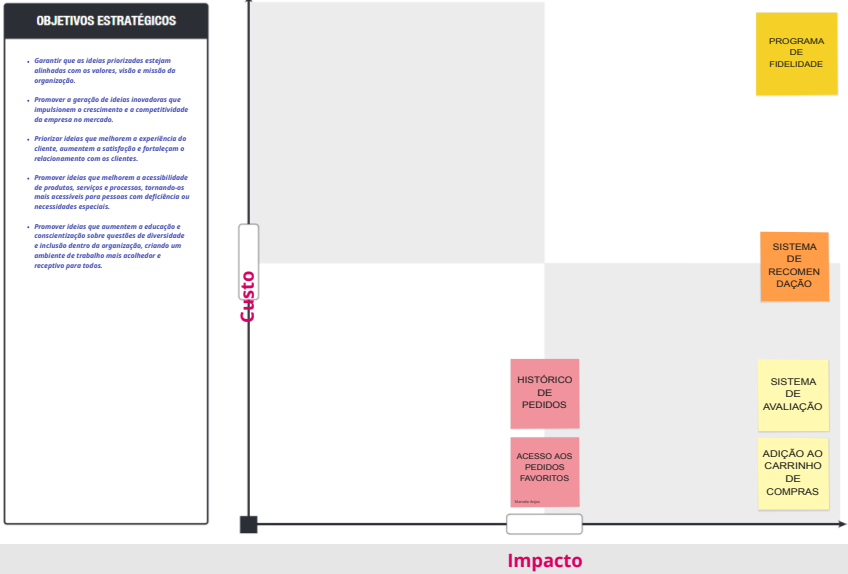 OBJETIVOS ESTRATÉGICOS
• Garantir que as ideias priorizadas estejam
alinhadas com os valores, visão e missão da
organização.
• Promover a geração de ideias inovadoras que
impulsionem o crescimento e a competitividade
da empresa no mercado.
• Priorizar ideias que melhorem a experiência do
cliente, aumentem a satisfação e fortaleçam o
relacionamento com os clientes.
• Promover ideias que melhorem a acessibilidade
de produtos, serviços e processos, tornando-os
mais acessíveis para pessoas com deficiência ou
necessidades especiais.
• Promover ideias que aumentem a educação e
conscientização sobre questões de diversidade
e inclusão dentro da organização, criando um
ambiente de trabalho mais acolhedor e
receptivo para todos.
Custo
PROGRAMA
DE
FIDELIDADE
SISTEMA
DE
RECOMEN
DAÇÃO
HISTÓRICO
DE
PEDIDOS
SISTEMA
DE
AVALIAÇÃO
ACESSO AOS
PEDIDOS
FAVORITOS
ADIÇÃO AO
CARRINHO
DE
COMPRAS
Impacto